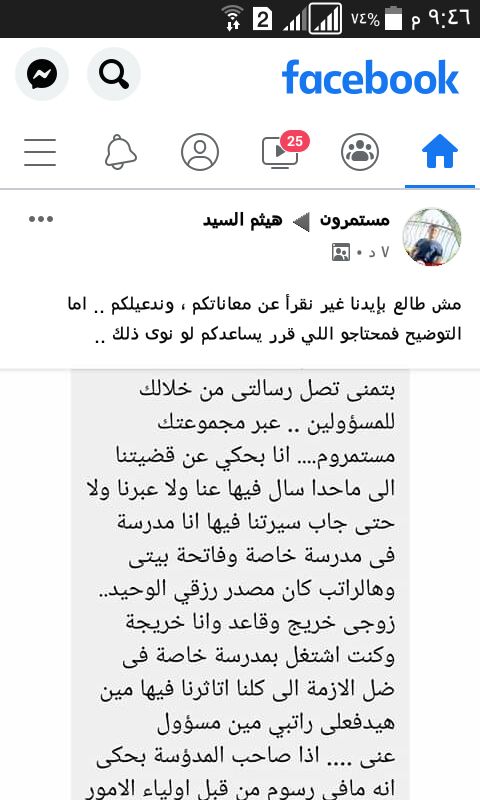 ٩:٤٦ م
٧٤%
2
facebook
25
مستمرون ◀ هيثم السيد
٧ د •
مش طالع بإيدنا غير نقرأ عن معاناتكم ، وندعيلكم .. اما
التوضيح فمحتاجو اللي قرر يساعدكم لو نوى ذلك ..
بتمنى تصل رسالتى من خلالك
للمسؤولين .. عبر مجموعتك
مستمروم.... انا بحكي عن قضيتنا
الى ماحدا سال فيها عنا ولا عبرنا ولا
حتى جاب سيرتنا فيها انا مدرسة
فى مدرسة خاصة وفاتحة بيتى
وهالراتب كان مصدر رزقي الوحيد..
زوجى خريج وقاعد وانا خريجة
وكنت اشتغل بمدرسة خاصة فى
ضل الازمة الى كلنا اتاثرنا فيها مين
هيدفعلى راتبي مين مسؤول
عنى .... اذا صاحب المدؤسة بحكى
انه مافى رسوم من قبل اولياء الامور